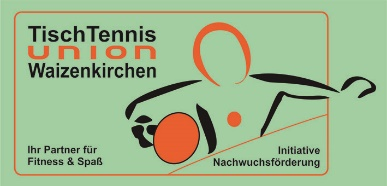 TischTennis
UNION
Waizenkirchen
Ihr Partner für
Fitness & Spaß
Initiative
Nachwuchsförderung